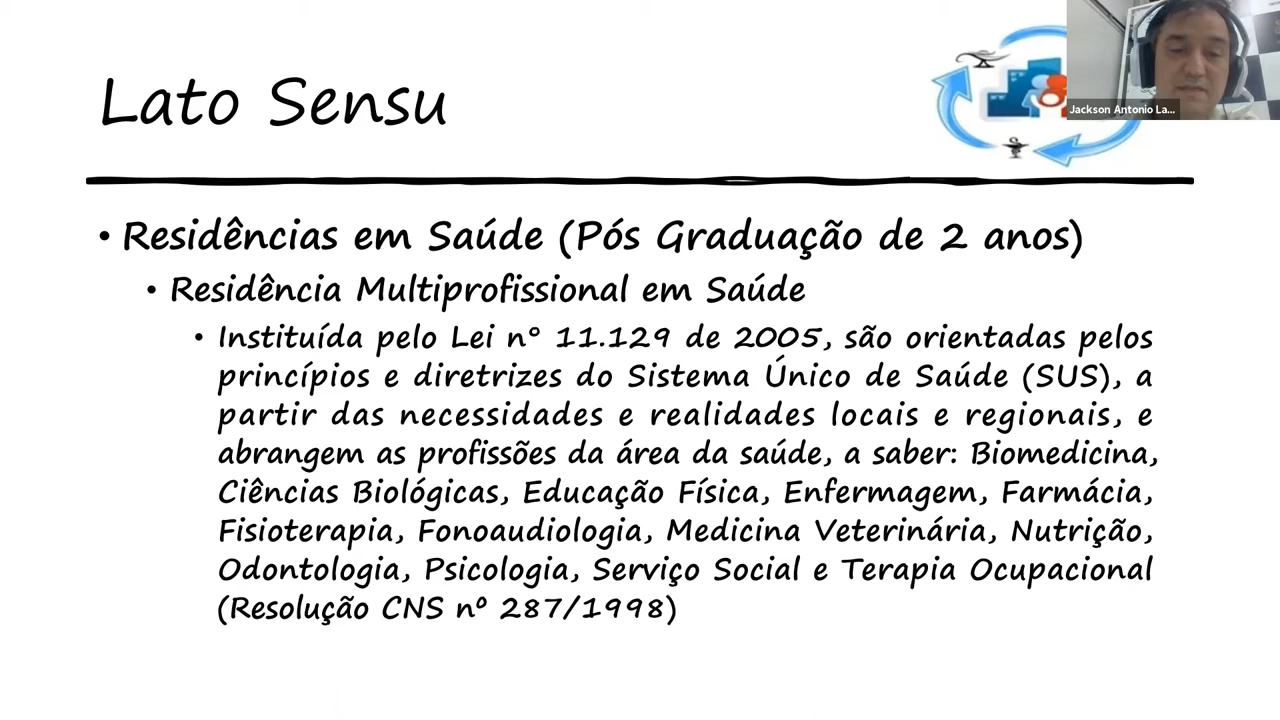 Lato Sensu
Jackson Antonio La...
• Residências em Saúde (Pós Graduação de 2 anos)
• Residência Multiprofissional em Saúde
• Instituída pelo Lei n° 11.129 de 2005, são orientadas pelos
princípios e diretrizes do Sistema Único de Saúde (SUS), a
partir das necessidades e realidades locais e regionais, e
abrangem as profissões da área da saúde, a saber: Biomedicina,
Ciências Biológicas, Educação Física, Enfermagem, Farmácia,
Fisioterapia, Fonoaudiologia, Medicina Veterinária, Nutrição,
Odontologia, Psicologia, Serviço Social e Terapia Ocupacional
(Resolução CNS nº 287/1998)